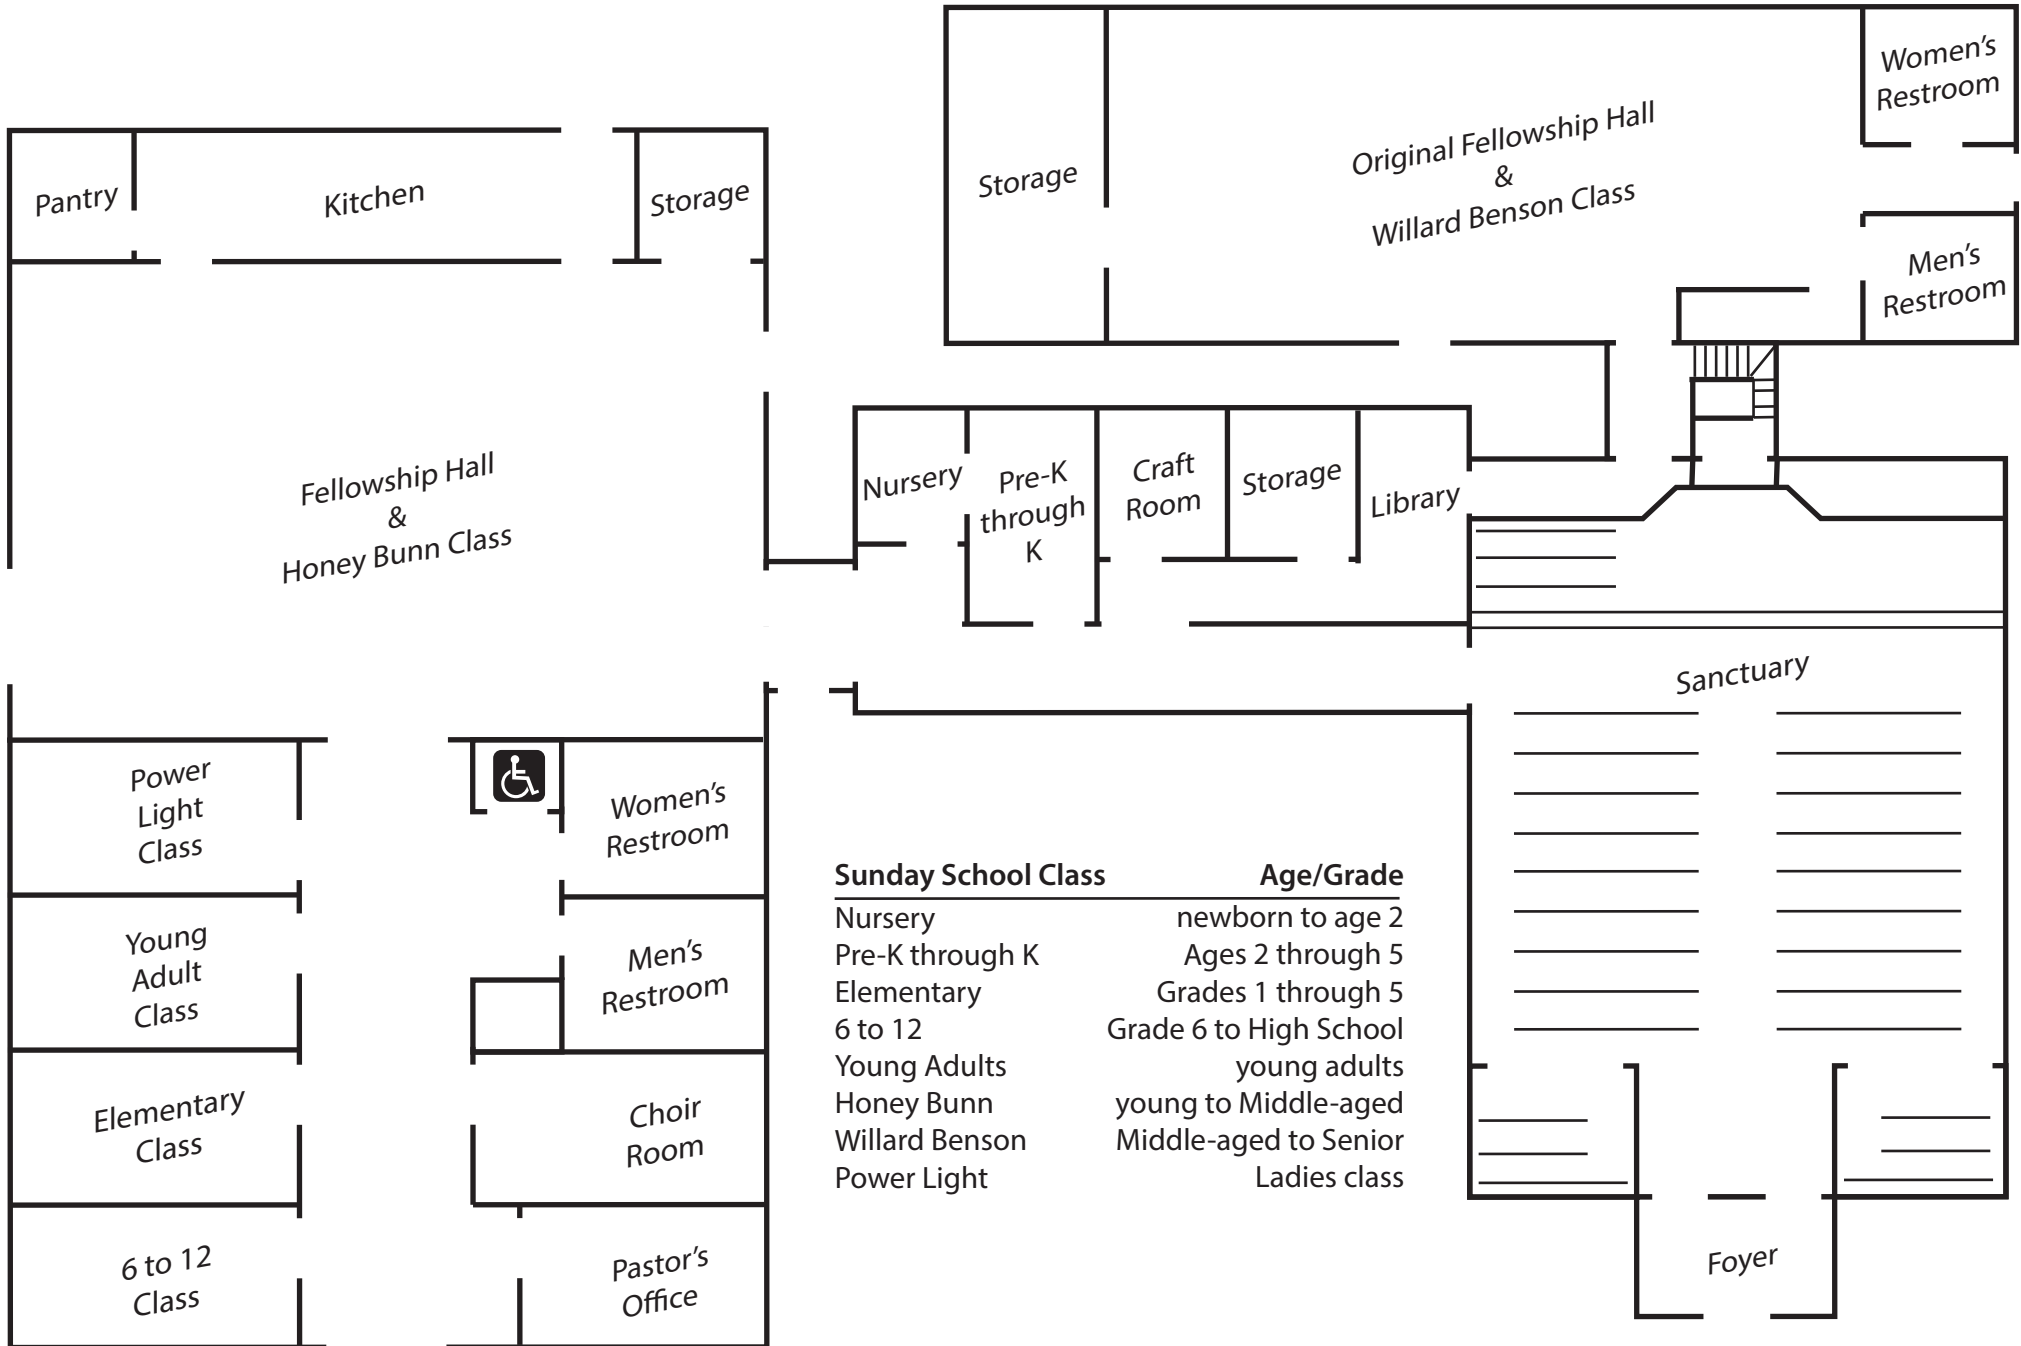 Women's
Restroom
Original Fellowship Hall
&
Willard Benson Class
Storage
Men's
Restroom
Pantry
Kitchen
Storage
Fellowship Hall
&
Honey Bunn Class
Nursery
Pre-K
through
K
Craft
Room
Storage
Library
Sanctuary
Power
Light
Class
Women's
Restroom
Young
Adult
Class
Men's
Restroom
Elementary
Class
Choir
Room
6 to 12
Class
Pastor's
Office
Sunday School Class Age/Grade
Nursery newborn to age 2
Pre-K through K Ages 2 through 5
Elementary Grades 1 through 5
6 to 12 Grade 6 to High School
Young Adults young adults
Honey Bunn young to Middle-aged
Willard Benson Middle-aged to Senior
Power Light Ladies class
Foyer